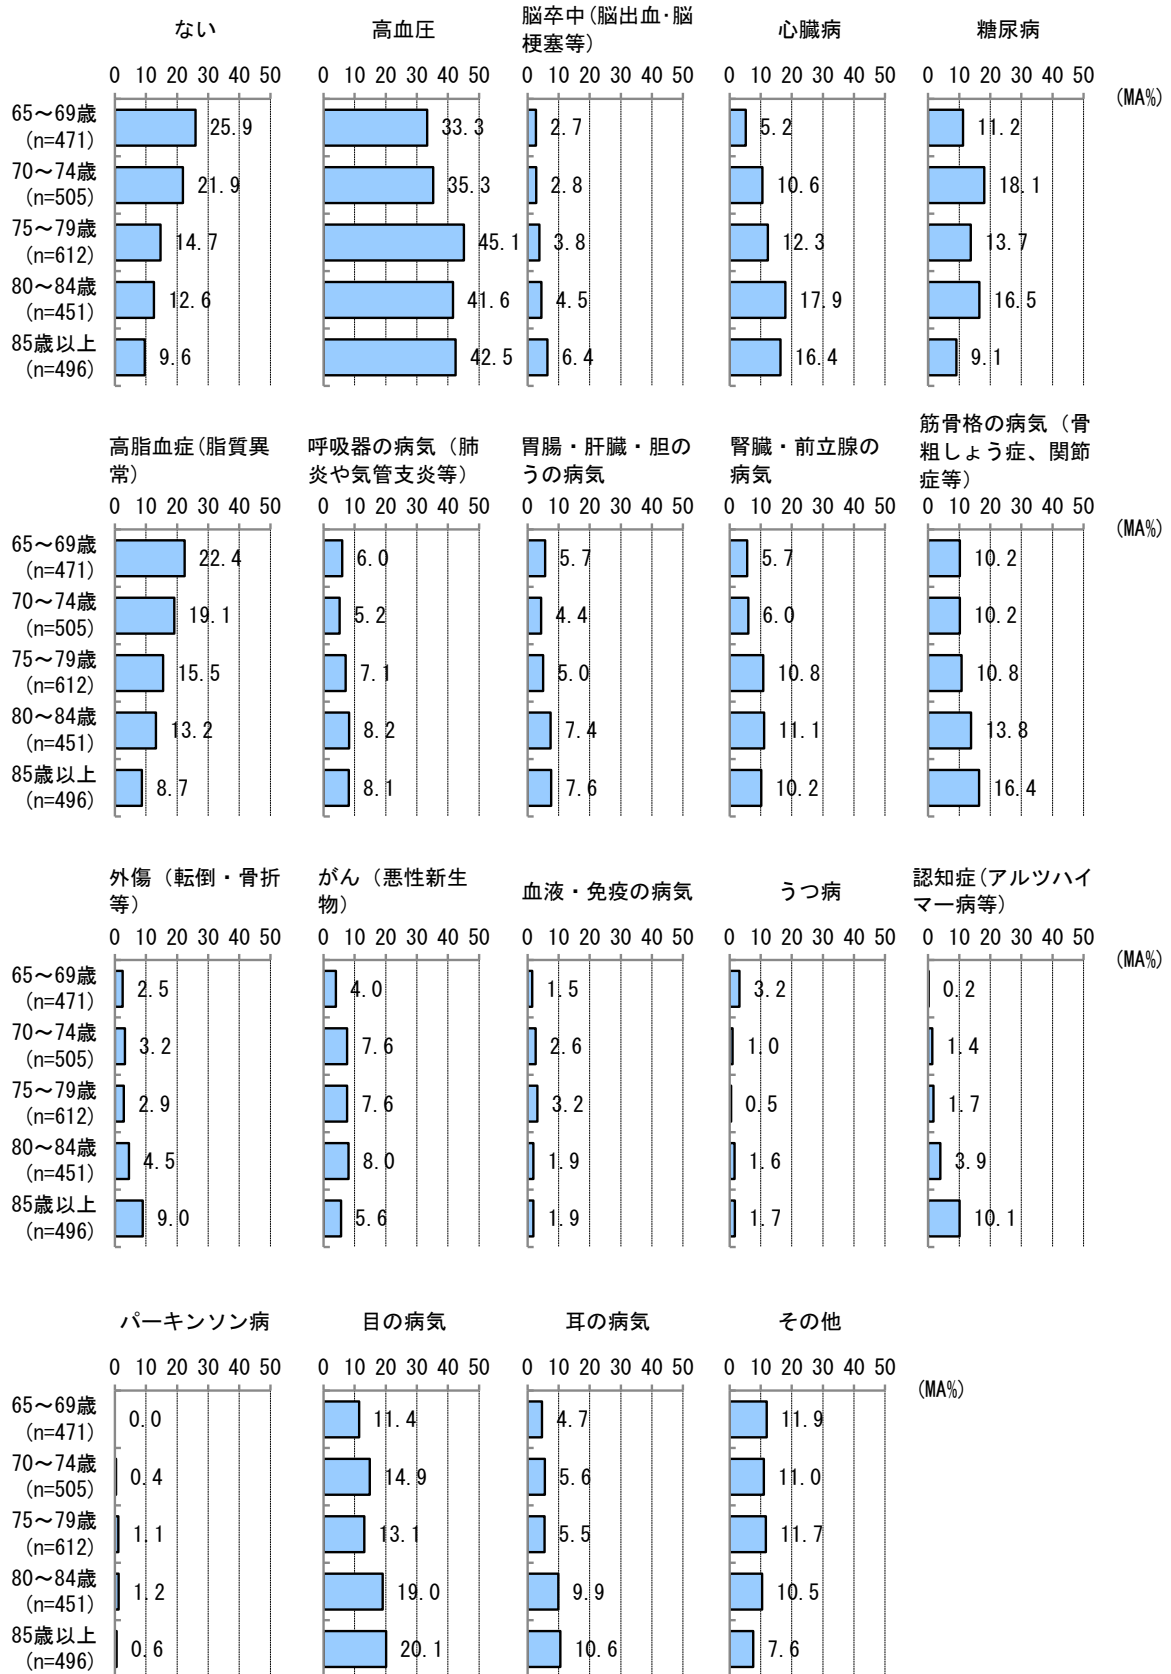 ない
高血圧
脳卒中(脳出血・脳
梗塞等)
心臓病
糖尿病
0 10 20 30 40 50
0 10 20 30 40 50
0 10 20 30 40 50
0 10 20 30 40 50
0 10 20 30 40 50
(MA%)
65～69歳
(n=471)
25.9
33.3
2.7
5.2
11.2
70～74歳
(n=505)
21.9
35.3
2.8
10.6
18.1
75～79歳
(n=612)
14.7
45.1
3.8
12.3
13.7
80～84歳
(n=451)
12.6
41.6
4.5
17.9
16.5
85歳以上
(n=496)
9.6
42.5
6.4
16.4
9.1
高脂血症(脂質異
常)
呼吸器の病気（肺
炎や気管支炎等）
胃腸・肝臓・胆の
うの病気
腎臓・前立腺の
病気
筋骨格の病気（骨
粗しょう症、関節
症等）
0 10 20 30 40 50
0 10 20 30 40 50
0 10 20 30 40 50
0 10 20 30 40 50
0 10 20 30 40 50
(MA%)
65～69歳
(n=471)
22.4
6.0
5.7
5.7
10.2
70～74歳
(n=505)
19.1
5.2
4.4
6.0
10.2
75～79歳
(n=612)
15.5
7.1
5.0
10.8
10.8
80～84歳
(n=451)
13.2
8.2
7.4
11.1
13.8
85歳以上
(n=496)
8.7
8.1
7.6
10.2
16.4
外傷（転倒・骨折
等）
がん（悪性新生
物）
血液・免疫の病気
うつ病
認知症(アルツハイ
マー病等)
0 10 20 30 40 50
0 10 20 30 40 50
0 10 20 30 40 50
0 10 20 30 40 50
0 10 20 30 40 50
(MA%)
65～69歳
(n=471)
2.5
4.0
1.5
3.2
0.2
70～74歳
(n=505)
3.2
7.6
2.6
1.0
1.4
75～79歳
(n=612)
2.9
7.6
3.2
0.5
1.7
80～84歳
(n=451)
4.5
8.0
1.9
1.6
3.9
85歳以上
(n=496)
9.0
5.6
1.9
1.7
10.1
パーキンソン病
目の病気
耳の病気
その他
0 10 20 30 40 50
0 10 20 30 40 50
0 10 20 30 40 50
0 10 20 30 40 50
(MA%)
65～69歳
(n=471)
0.0
11.4
4.7
11.9
70～74歳
(n=505)
0.4
14.9
5.6
11.0
75～79歳
(n=612)
1.1
13.1
5.5
11.7
80～84歳
(n=451)
1.2
19.0
9.9
10.5
85歳以上
(n=496)
0.6
20.1
10.6
7.6